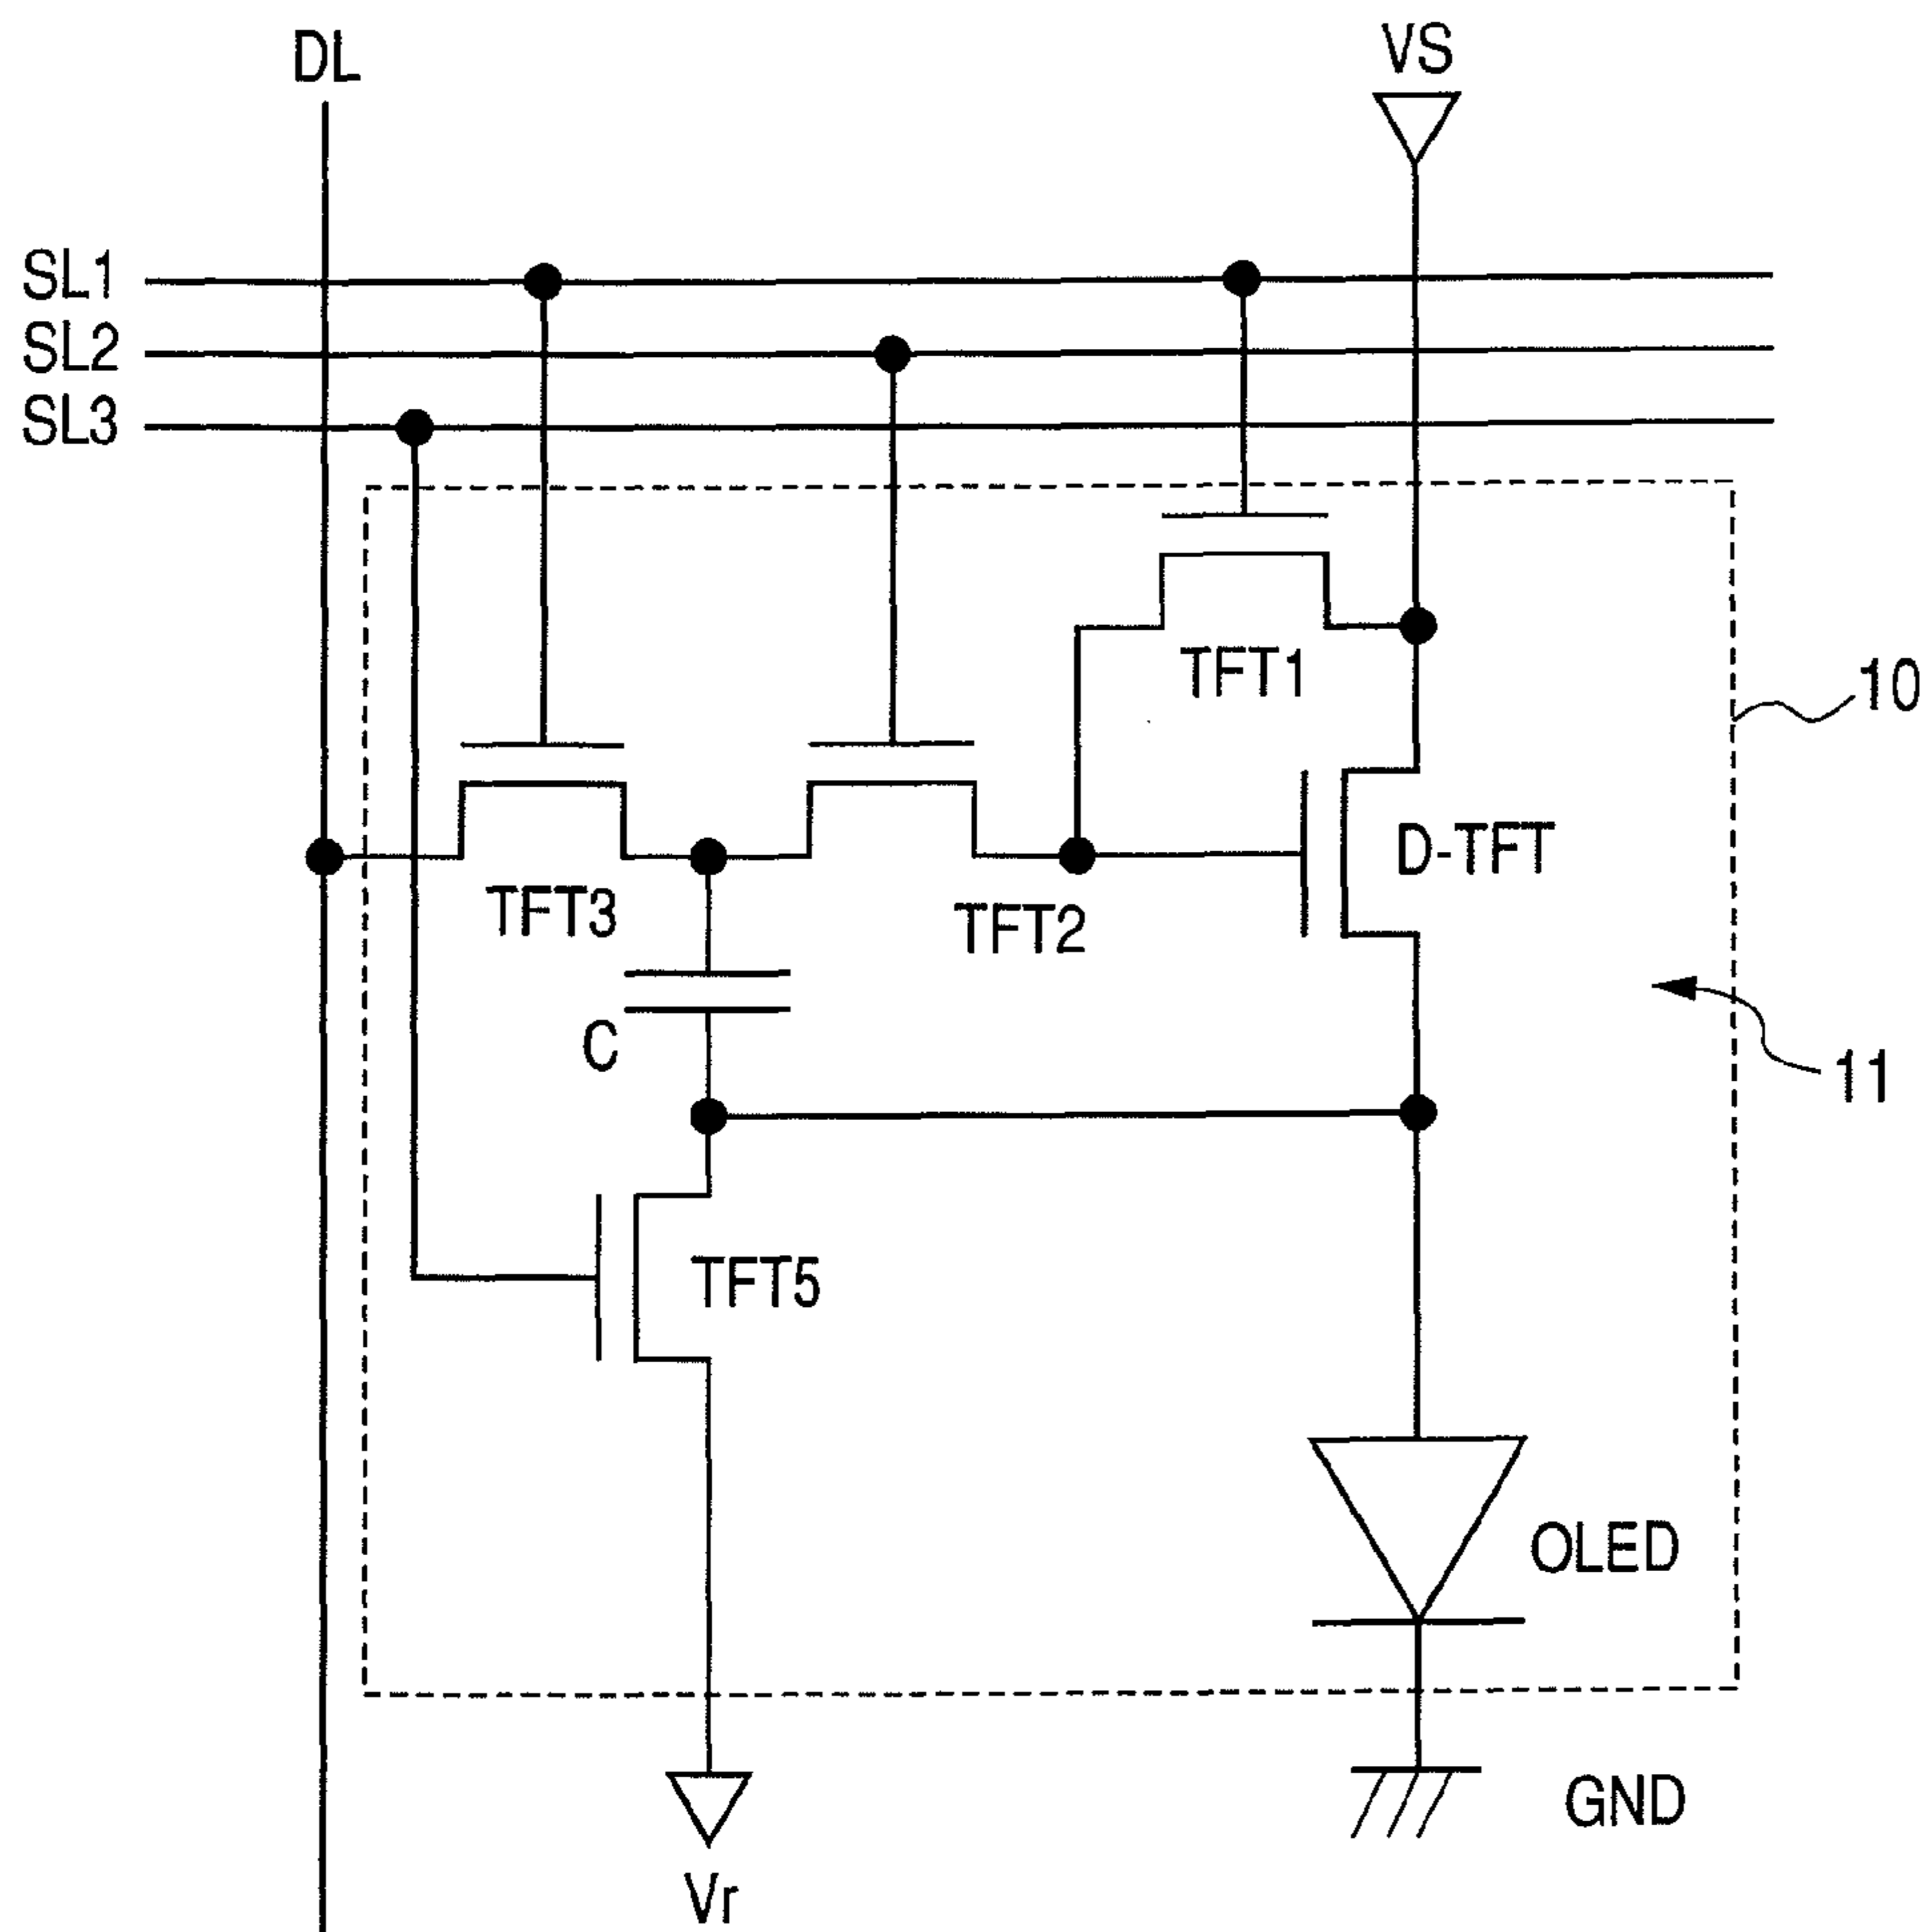 DL
VS
SL1
SL2
SL3
TFT1
10
D-TFT
TFT3
TFT2
C
11
TFT5
OLED
GND
Vr